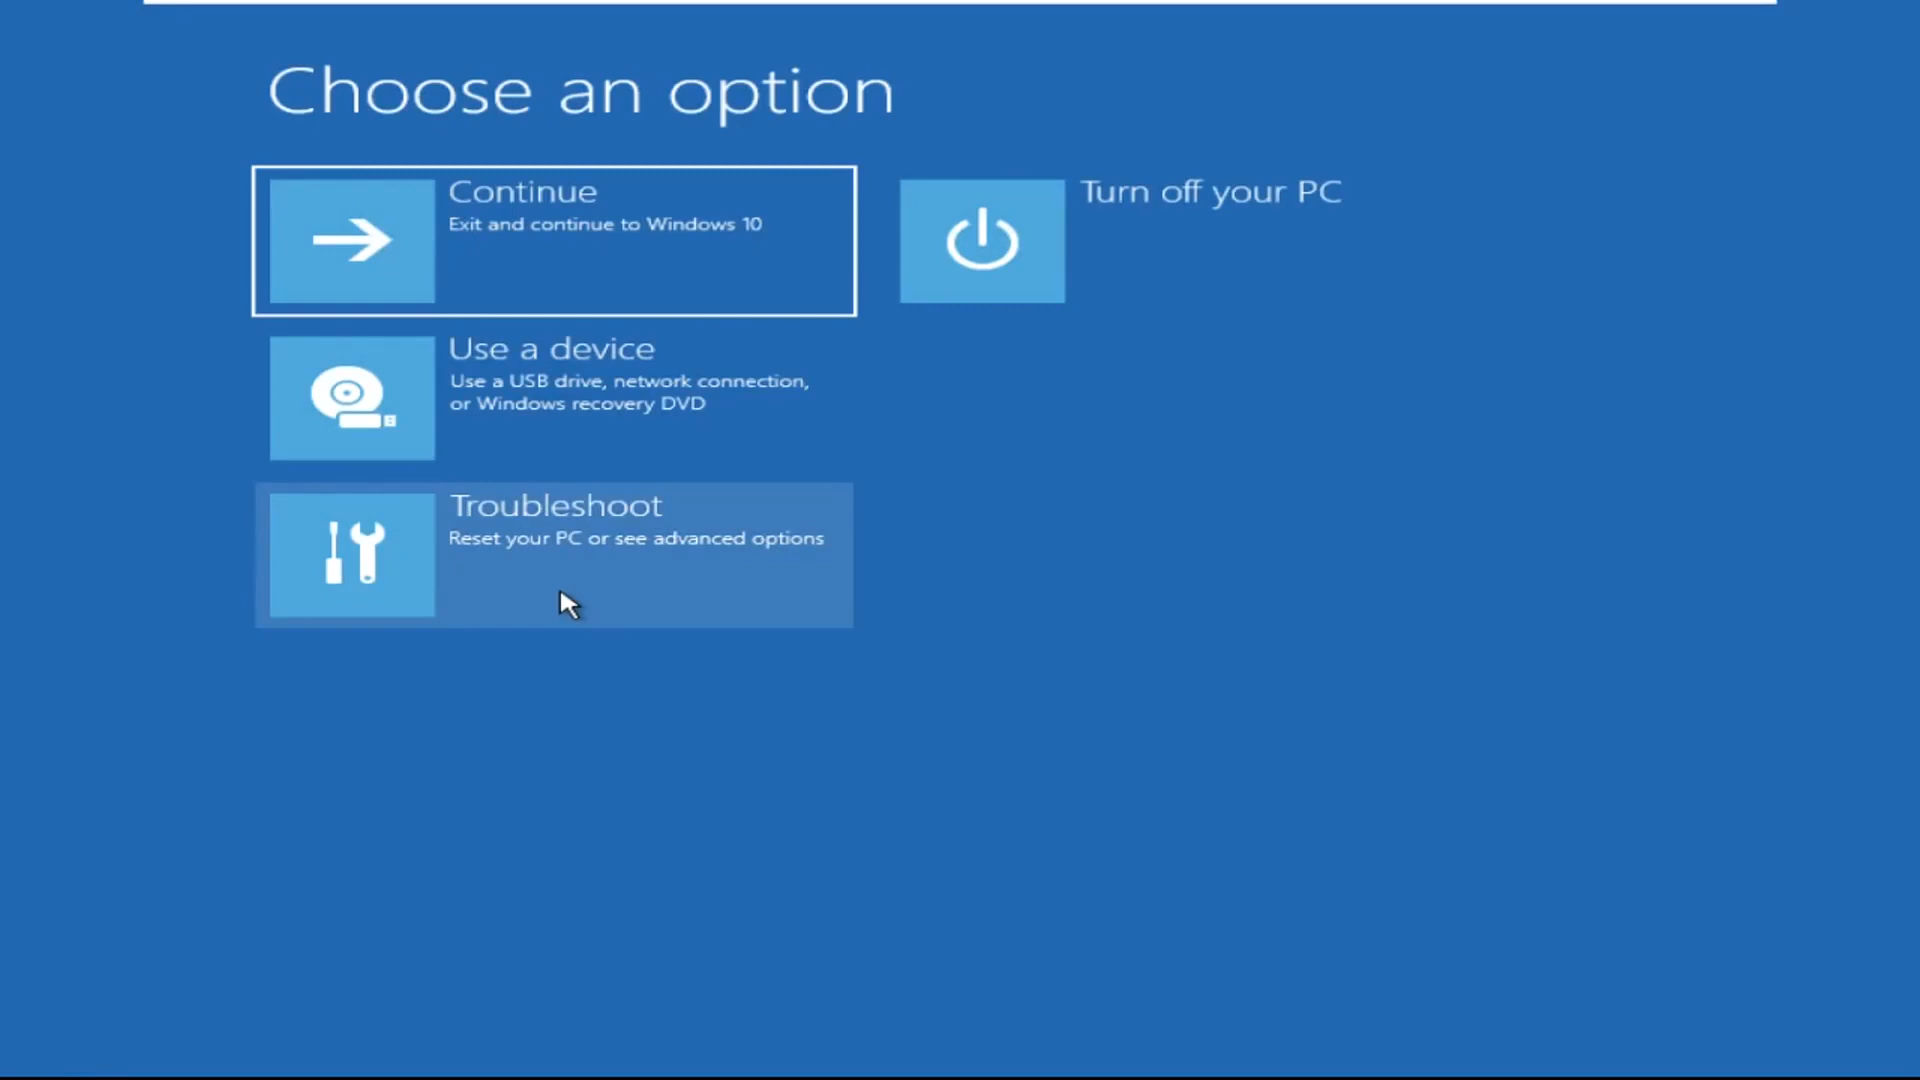 Choose an option
Continue
Exit and continue to Windows 10
Turn off your PC
Use a device
Use a USB drive, network connection,
or Windows recovery DVD
Troubleshoot
Reset your PC or see advanced options